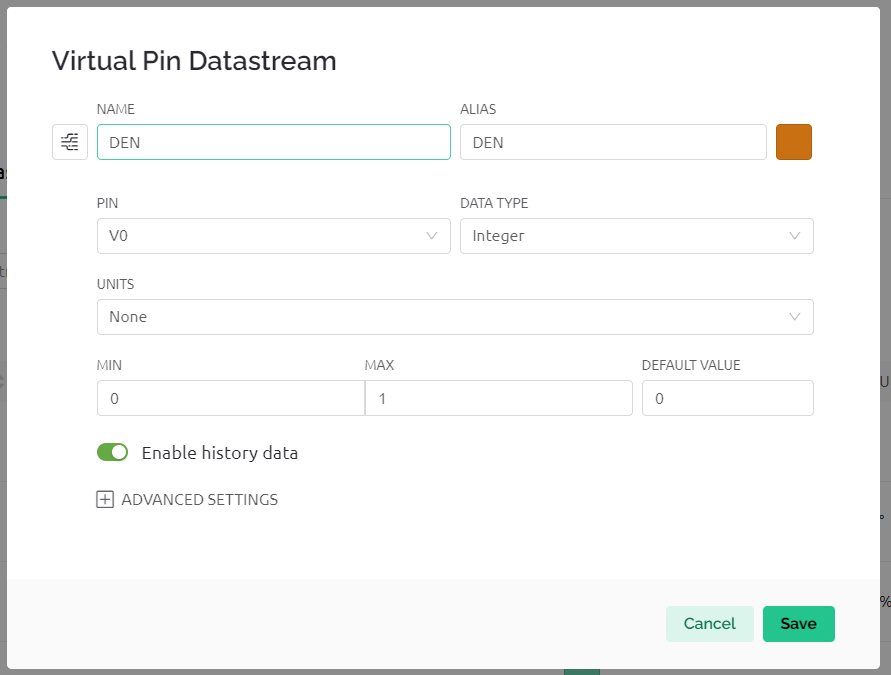 Virtual Pin Datastream
NAME
ALIAS
DEN
DEN
PIN
DATA TYPE
V0
Integer
UNITS
None
MIN
MAX
DEFAULT VALUE
0
1
0
Enable history data
ADVANCED SETTINGS
%
Cancel
Save